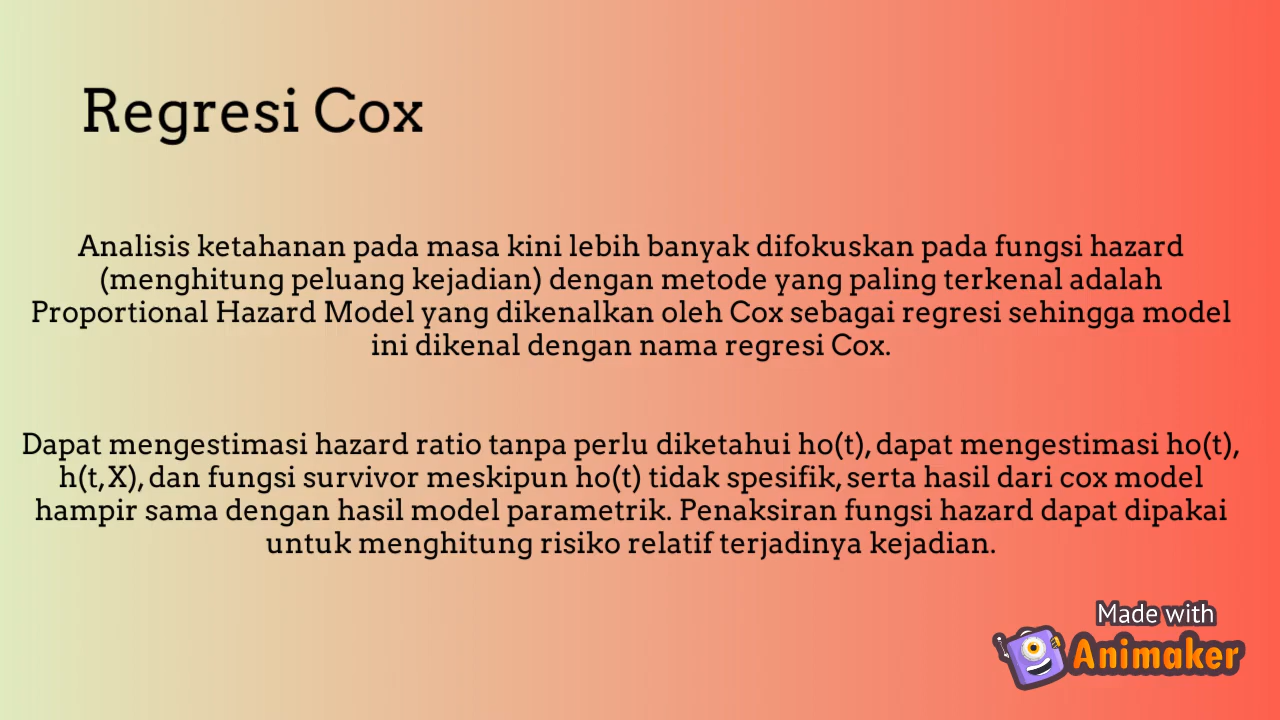 Regresi Cox
Analisis ketahanan pada masa kini lebih banyak difokuskan pada fungsi hazard
(menghitung peluang kejadian) dengan metode yang paling terkenal adalah
Proportional Hazard Model yang dikenalkan oleh Cox sebagai regresi sehingga model
ini dikenal dengan nama regresi Cox.
Dapat mengestimasi hazard ratio tanpa perlu diketahui ho(t), dapat mengestimasi ho(t),
h(t,X), dan fungsi survivor meskipun ho(t) tidak spesifik, serta hasil dari cox model
hampir sama dengan hasil model parametrik. Penaksiran fungsi hazard dapat dipakai
untuk menghitung risiko relatif terjadinya kejadian.
Made with
Animaker